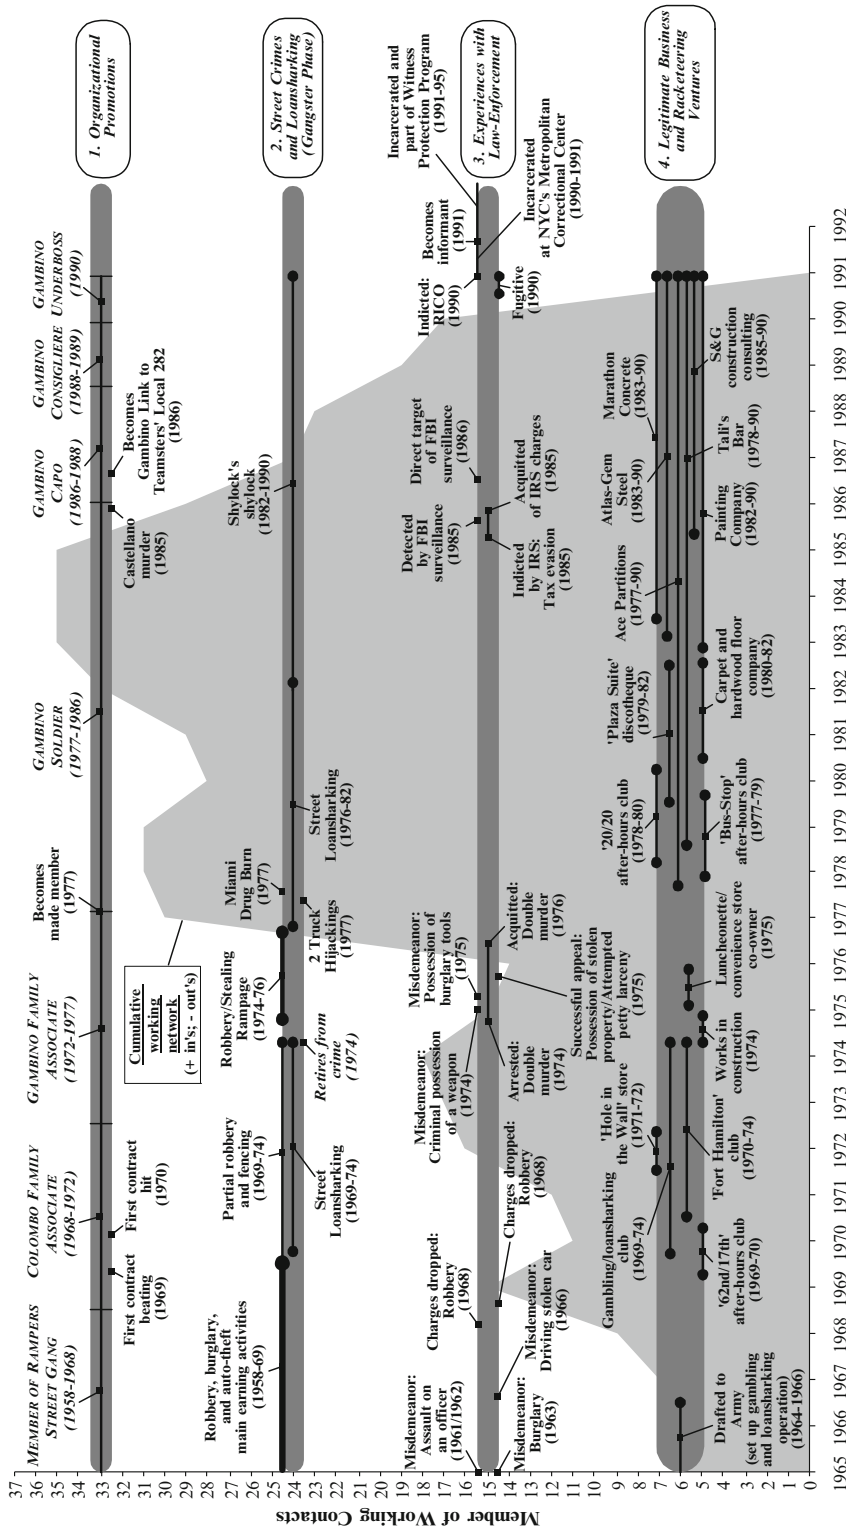 Member of Working Contacts
37
36
35
34
33
32
31
30
29
28
27
26
25
24
23
22
21
20
19
18
17
16
15
14
13
12
11
10
9
8
7
6
5
4
3
2
1
0
1965
1966
1967
1968
1969
1970
1971
1972
1973
1974
1975
1976
1977
1978
1979
1980
1981
1982
1983
1984
1985
1986
1987
1988
1989
1990
1991
1992
MEMBER OF RAMPERS
STREET GANG
(1958-1968)
COLOMBO FAMILY
ASSOCIATE
(1968-1972)
GAMBINO FAMILY
ASSOCIATE
(1972-1977)
Becomes
made member
(1977)
GAMBINO
SOLDIER
(1977-1986)
GAMBINO
CAPO
(1986-1988)
GAMBINO
CONSIGLIERE
(1988-1989)
GAMBINO
UNDERBOSS
(1990)
1. Organizational
Promotions
First contract
beating
(1969)
First contract
hit
(1970)
Castellano
murder
(1985)
Becomes
Gambino Link to
Teamsters' Local 282
(1986)
Cumulative
working
network
(+ in's; - out's)
Robbery, burglary,
and auto-theft
main earning activities
(1958-69)
Partial robbery
and fencing
(1969-74)
Street
Loansharking
(1969-74)
Retires from
crime
(1974)
Robbery/Stealing
Rampage
(1974-76)
Miami
Drug Burn
(1977)
2 Truck
Hijackings
(1977)
Street
Loansharking
(1976-82)
Shylock's
shylock
(1982-1990)
2. Street Crimes
and Loansharking
(Gangster Phase)
Misdemeanor:
Assault on
an officer
(1961/1962)
Misdemeanor:
Burglary
(1963)
Misdemeanor:
Driving stolen car
(1966)
Charges dropped:
Robbery
(1968)
Charges dropped:
Robbery
(1968)
Misdemeanor:
Criminal possession
of a weapon
(1974)
Arrested:
Double
murder
(1974)
Misdemeanor:
Possession of
burglary tools
(1975)
Successful appeal:
Possession of stolen
property/Attempted
petty larceny
(1975)
Acquitted:
Double
murder
(1976)
Detected
by FBI
surveillance
(1985)
Indicted
by IRS:
Tax evasion
(1985)
Acquitted
of IRS charges
(1985)
Direct target
of FBI
surveillance
(1986)
Indicted:
RICO
(1990)
Fugitive
(1990)
Becomes
informant
(1991)
Incarcerated
at NYC's Metropolitan
Correctional Center
(1990-1991)
Incarcerated and
part of Witness
Protection Program
(1991-95)
3. Experiences with
Law-Enforcement
Drafted to
Army
(set up gambling
and loansharking
operation)
(1964-1966)
Gambling/loansharking
club
(1969-74)
'62nd/17th'
after-hours club
(1969-70)
'Hole in
the Wall' store
(1971-72)
'Fort Hamilton'
club
(1970-74)
Works in
construction
(1974)
Luncheonette/
convenience store
co-owner
(1975)
'20/20
after-hours club
(1978-80)
'Bus-Stop'
after-hours club
(1977-79)
'Plaza Suite'
discotheque
(1979-82)
Carpet and
hardwood floor
company
(1980-82)
Ace Partitions
(1977-90)
Atlas-Gem
Steel
(1983-90)
Marathon
Concrete
(1983-90)
Painting
Company
(1982-90)
Tali's
Bar
(1978-90)
S&G
construction
consulting
(1985-90)
4. Legitimate Business
and Racketeering
Ventures